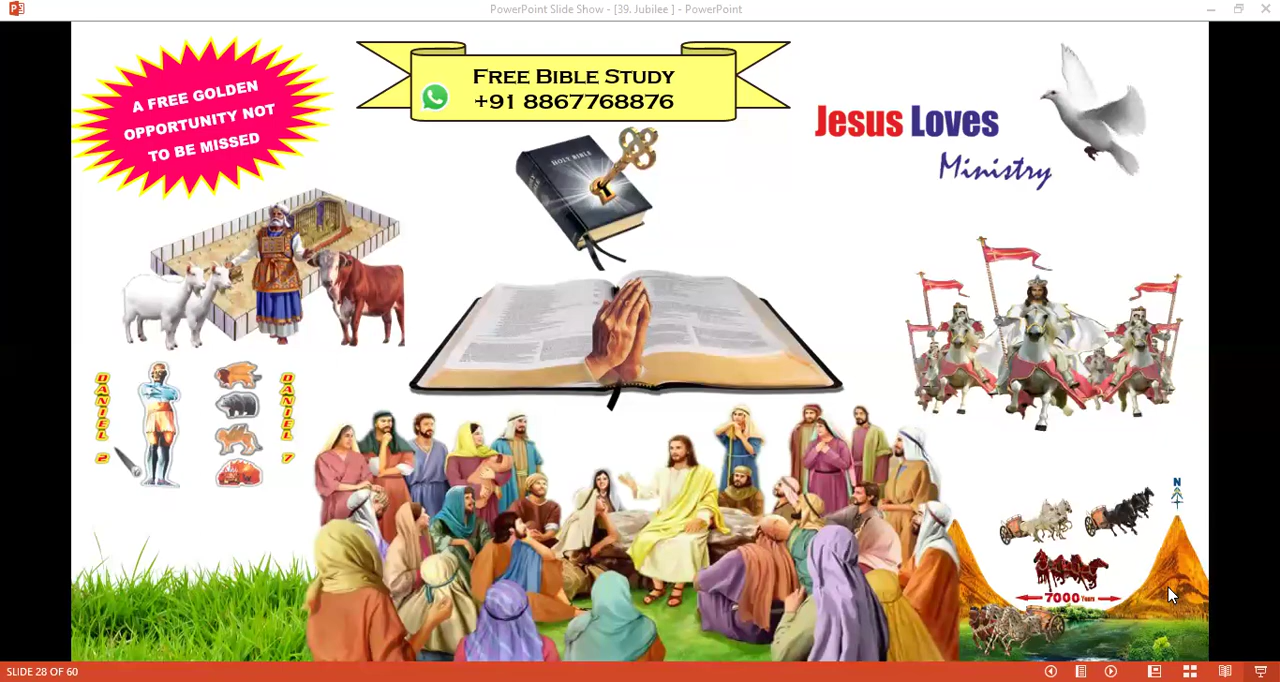 PowerPoint Slide Show - [39. Jubilee ] - PowerPoint
A FREE GOLDEN
OPPORTUNITY NOT
TO BE MISSED
FREE BIBLE STUDY
+91 8867768876
Jesus Loves
Ministry
HOLY BIBLE
DANIEL 2
DANIEL 7
N
7000 Years
SLIDE 28 OF 60